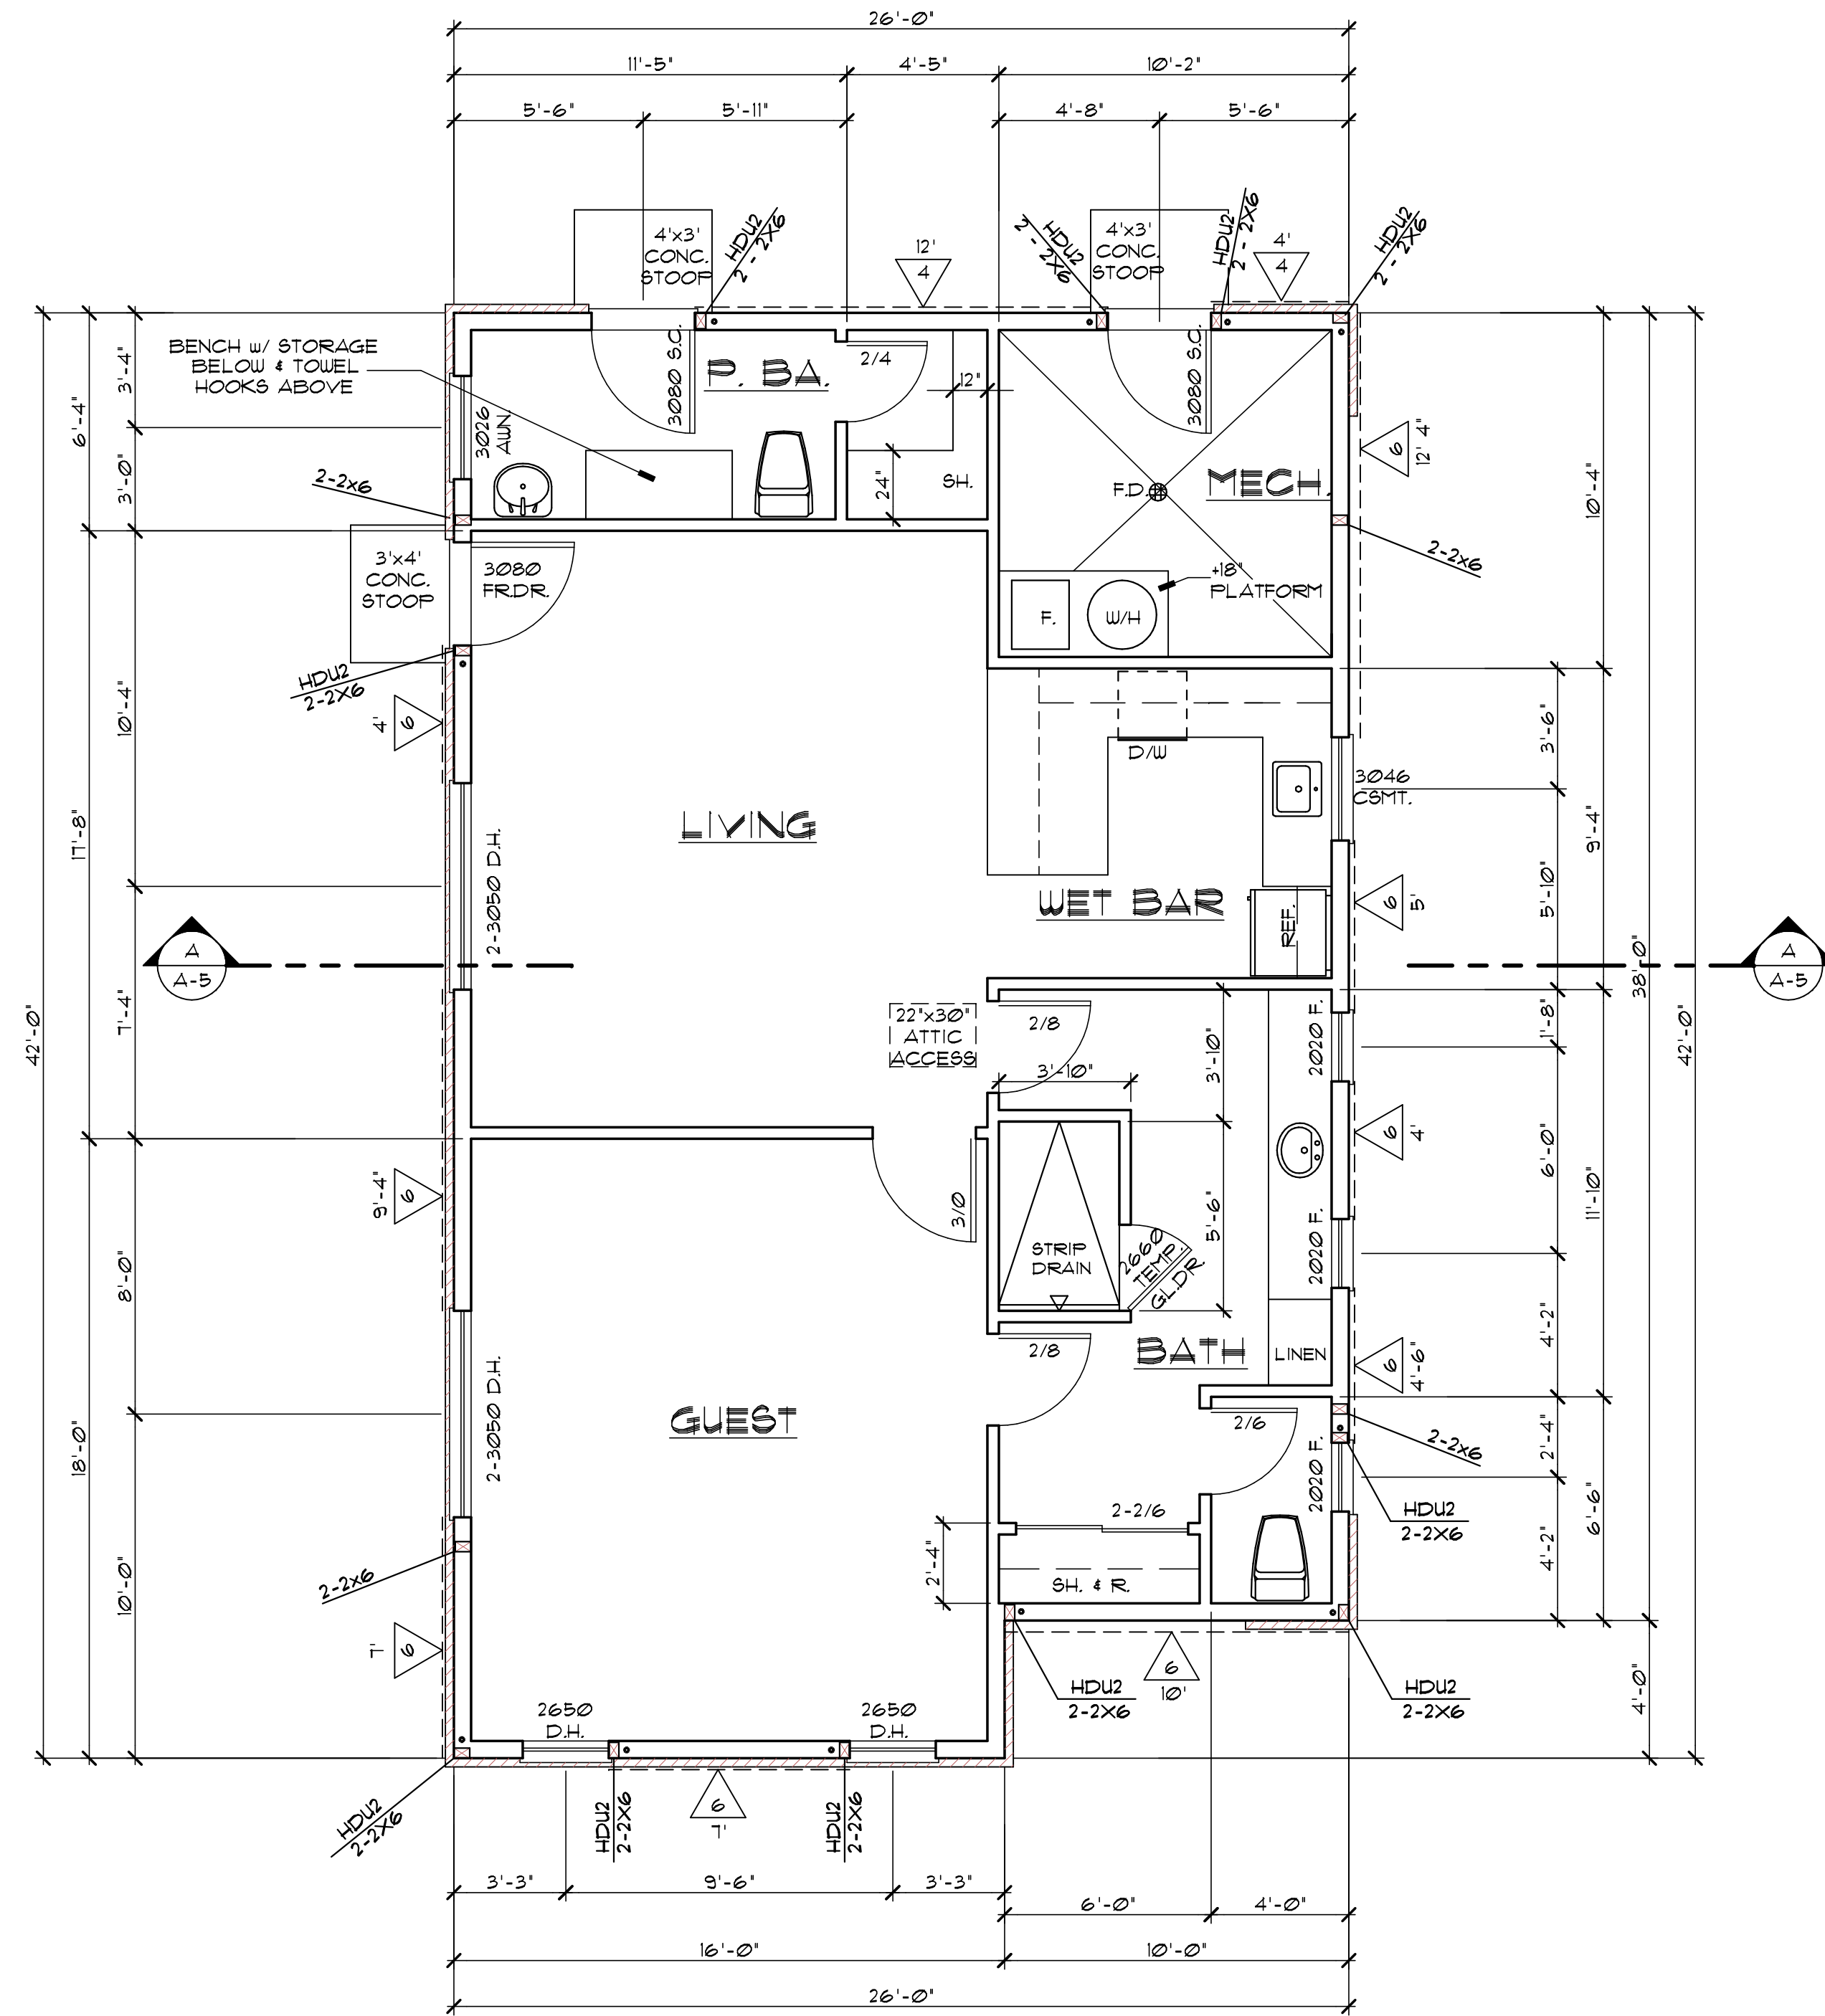 26'-0"
11'-5"
4'-5"
10'-2"
5'-6"
5'-11"
4'-8"
5'-6"
4'x3'
CONC.
STOOP
HDU2
2 - 2X6
12'
4
HDU2
2 - 2X6
4'x3'
CONC.
STOOP
HDU2
2 - 2X6
4'
4
HDU2
2 - 2X6
BENCH w/ STORAGE
BELOW & TOWEL
HOOKS ABOVE
3'-4"
6'-4"
3'-0"
3026
AWN
3080 S.C.
P. BA.
2/4
12"
24"
SH.
3080 S.C.
F.D.
MECH.
6
12' 4"
10'-4"
2-2x6
2-2x6
3'x4'
CONC.
STOOP
3080
FR.DR.
F.
W/H
+18"
PLATFORM
HDU2
2-2X6
10'-4"
4'
6
D/W
3046
CSMT.
3'-6"
9'-4"
5'-10"
17'-8"
LIVING
2-3050 D.H.
WET BAR
REF.
6
5'
A
A-5
A
A-5
38'-0"
42'-0"
42'-0"
7'-4"
22"x30"
ATTIC
ACCESS
2/8
3'-10"
3'-10"
2020 F.
1'-8"
6
4'
6'-0"
11'-10"
9'-4"
6
3/0
5'-6"
STRIP
DRAIN
2660
TEMP.
GL.DR.
2020 F.
8'-0"
4'-2"
2/8
BATH
LINEN
6
4'-6"
GUEST
2-3050 D.H.
18'-0"
2/6
2020 F.
2-2x6
2'-4"
6'-6"
HDU2
2-2X6
4'-2"
2-2/6
2'-4"
SH. & R.
10'-0"
2-2x6
7'
6
6
10'
HDU2
2-2X6
HDU2
2-2X6
4'-0"
2650
D.H.
2650
D.H.
HDU2
2-2X6
HDU2
2-2X6
6
7'
HDU2
2-2X6
3'-3"
9'-6"
3'-3"
6'-0"
4'-0"
16'-0"
10'-0"
26'-0"